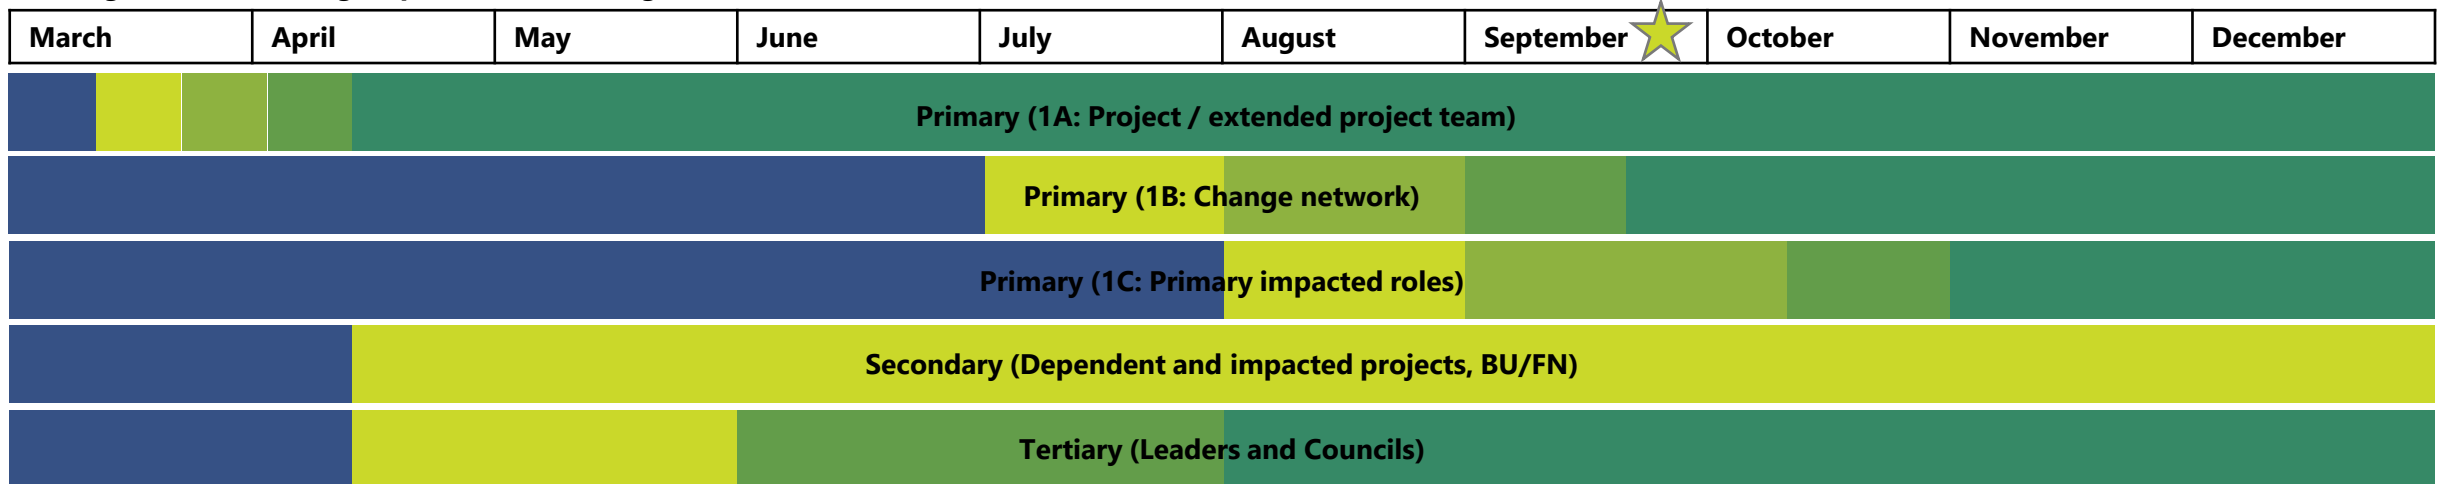 March April May June July August September October November December
Primary (1A: Project / extended project team)
Primary (1B: Change network)
Primary (1C: Primary impacted roles)
Secondary (Dependent and impacted projects, BU/FN)
Tertiary (Leaders and Councils)